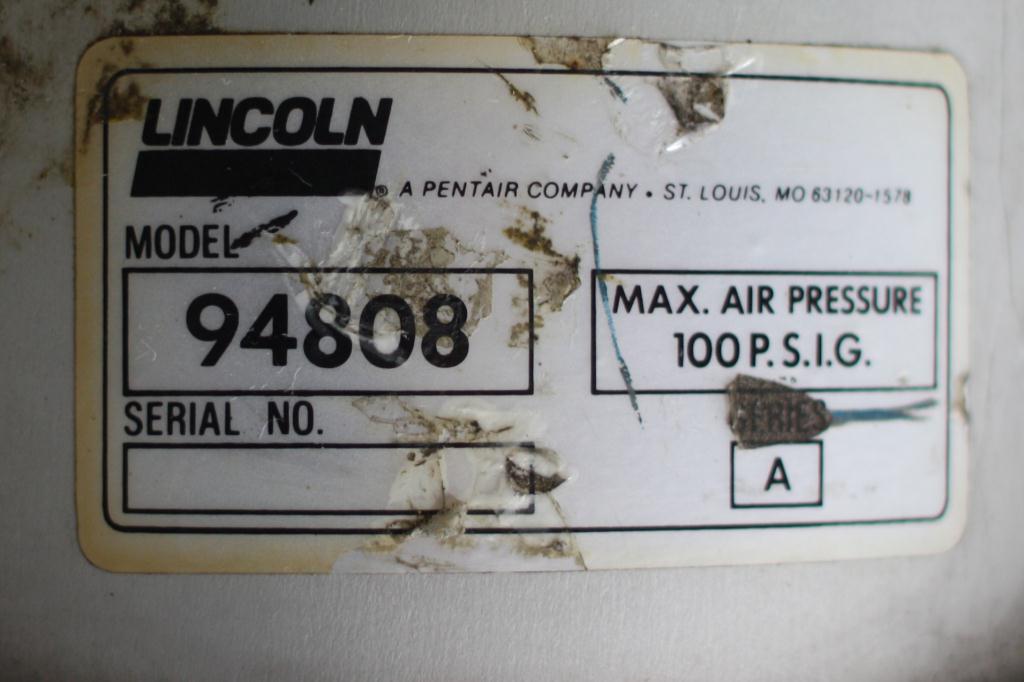 LINCOLN
® A PENTAIR COMPANY • ST. LOUIS, MO 63120-1578
MODEL
94808
MAX. AIR PRESSURE
100 P.S.I.G.
SERIAL NO.
SERIES
A